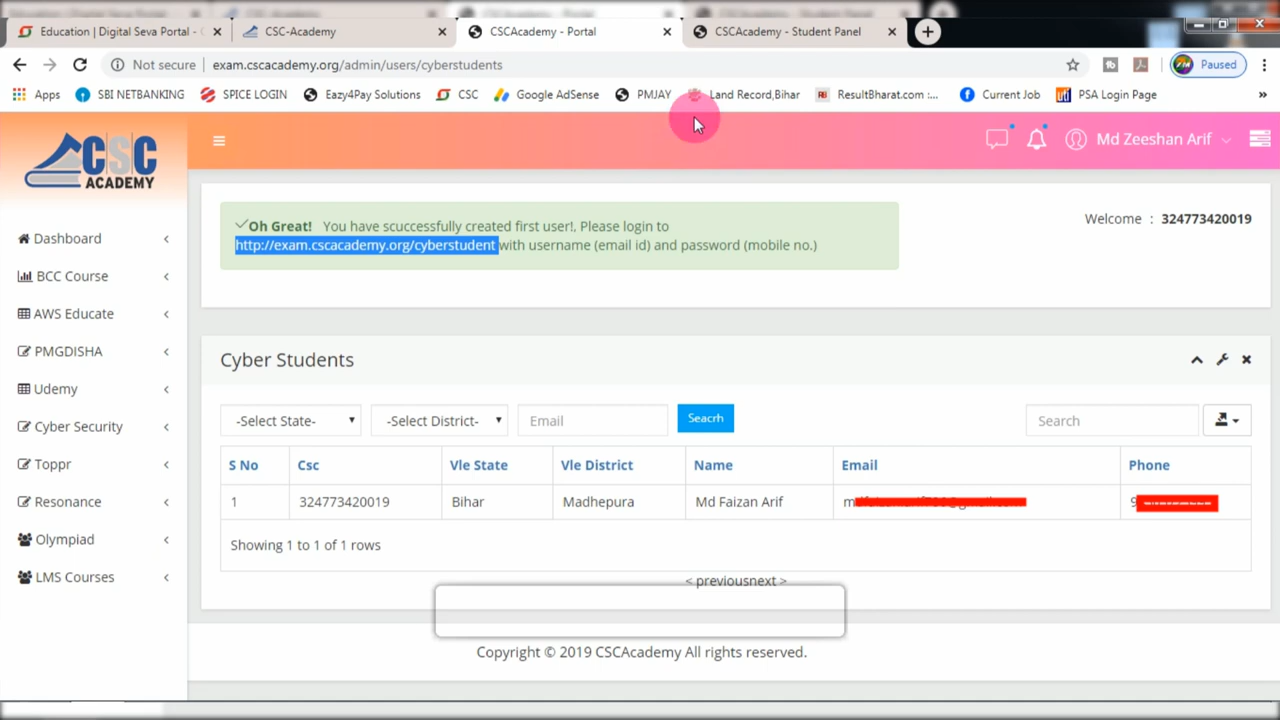 Education | Digital Seva Portal -
CSC-Academy
CSCAcademy - Portal
CSCAcademy - Student Panel
Not secure
exam.cscacademy.org/admin/users/cyberstudents
Paused
Apps
SBI NETBANKING
SPICE LOGIN
Eazy4Pay Solutions
CSC
Google AdSense
PMJAY
Land Record,Bihar
ResultBharat.com :...
Current Job
PSA Login Page
»
CSC
ACADEMY
Md Zeeshan Arif
Dashboard
BCC Course
AWS Educate
PMGDISHA
Udemy
Cyber Security
Toppr
Resonance
Olympiad
LMS Courses
Oh Great! You have scuccessfully created first user!, Please login to
http://exam.cscacademy.org/cyberstudent with username (email id) and password (mobile no.)
Welcome : 324773420019
Cyber Students
-Select State-
-Select District-
Email
Seacrh
Search
S No Csc Vle State Vle District Name Email Phone
1 324773420019 Bihar Madhepura Md Faizan Arif
Showing 1 to 1 of 1 rows
< previousnext >
Copyright © 2019 CSCAcademy All rights reserved.